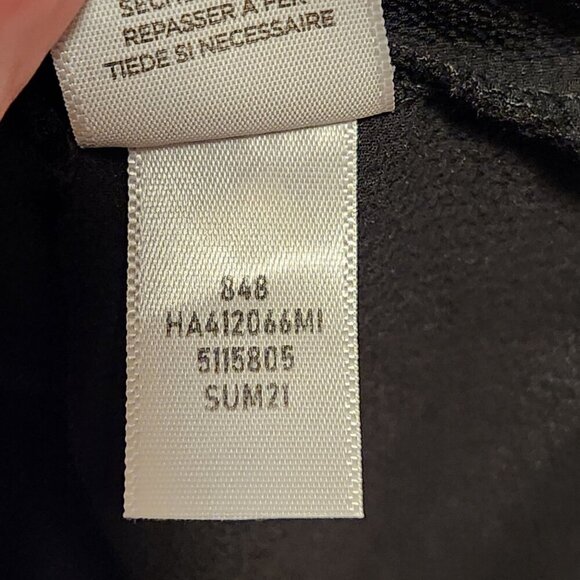 REPASSER À FER
TIEDE SI NECESSAIRE
848
HA412066MI
5115805
SUM21